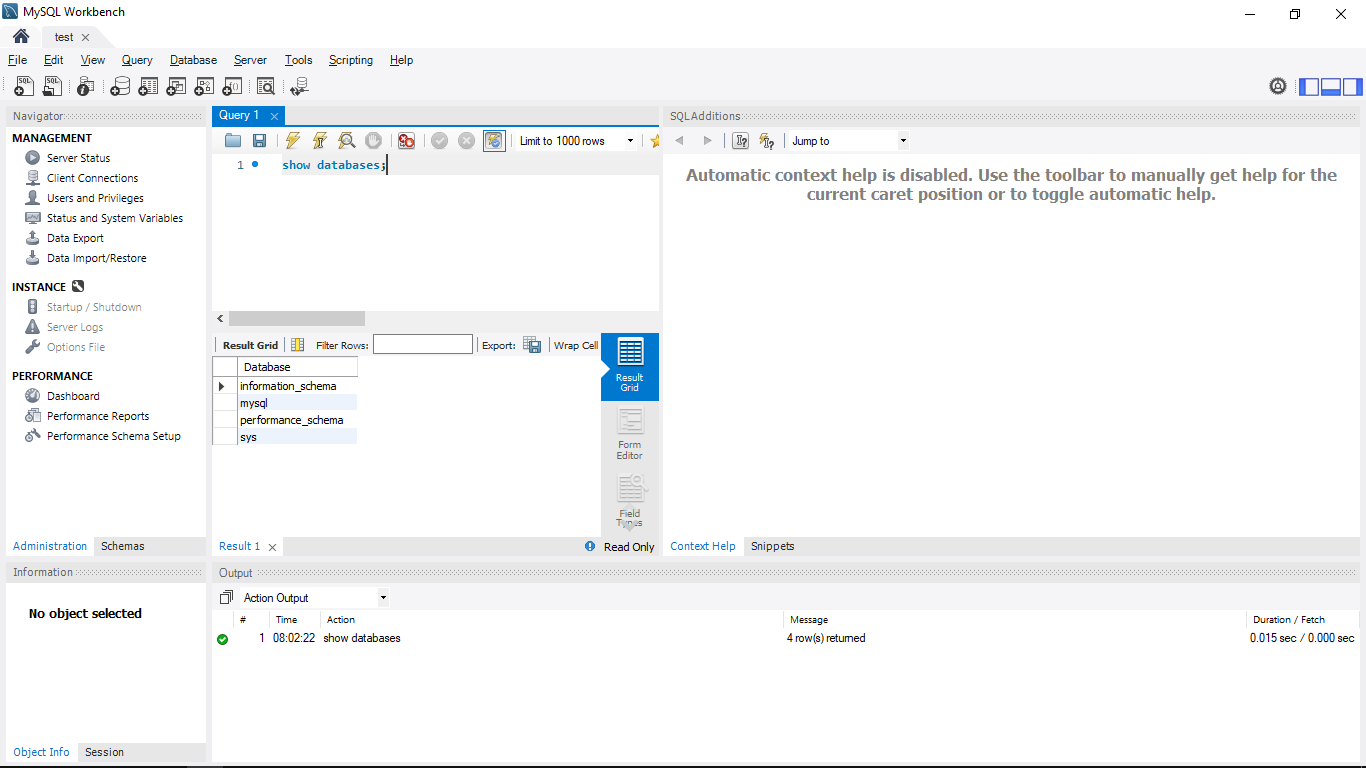 MySQL Workbench
test
File Edit View Query Database Server Tools Scripting Help
Navigator
MANAGEMENT
Server Status
Client Connections
Users and Privileges
Status and System Variables
Data Export
Data Import/Restore
INSTANCE
Startup / Shutdown
Server Logs
Options File
PERFORMANCE
Dashboard
Performance Reports
Performance Schema Setup
Administration Schemas
Query 1
Limit to 1000 rows
1 show databases;
Result Grid Filter Rows: Export: Wrap Cell
Database
information_schema
mysql
performance_schema
sys
Result
Grid
Form
Editor
Field
Types
Result 1 Read Only
SQLAdditions
Jump to
Automatic context help is disabled. Use the toolbar to manually get help for the
current caret position or to toggle automatic help.
Context Help Snippets
Information
No object selected
Object Info Session
Output
Action Output
# Time Action Message Duration / Fetch
1 08:02:22 show databases 4 row(s) returned 0.015 sec / 0.000 sec